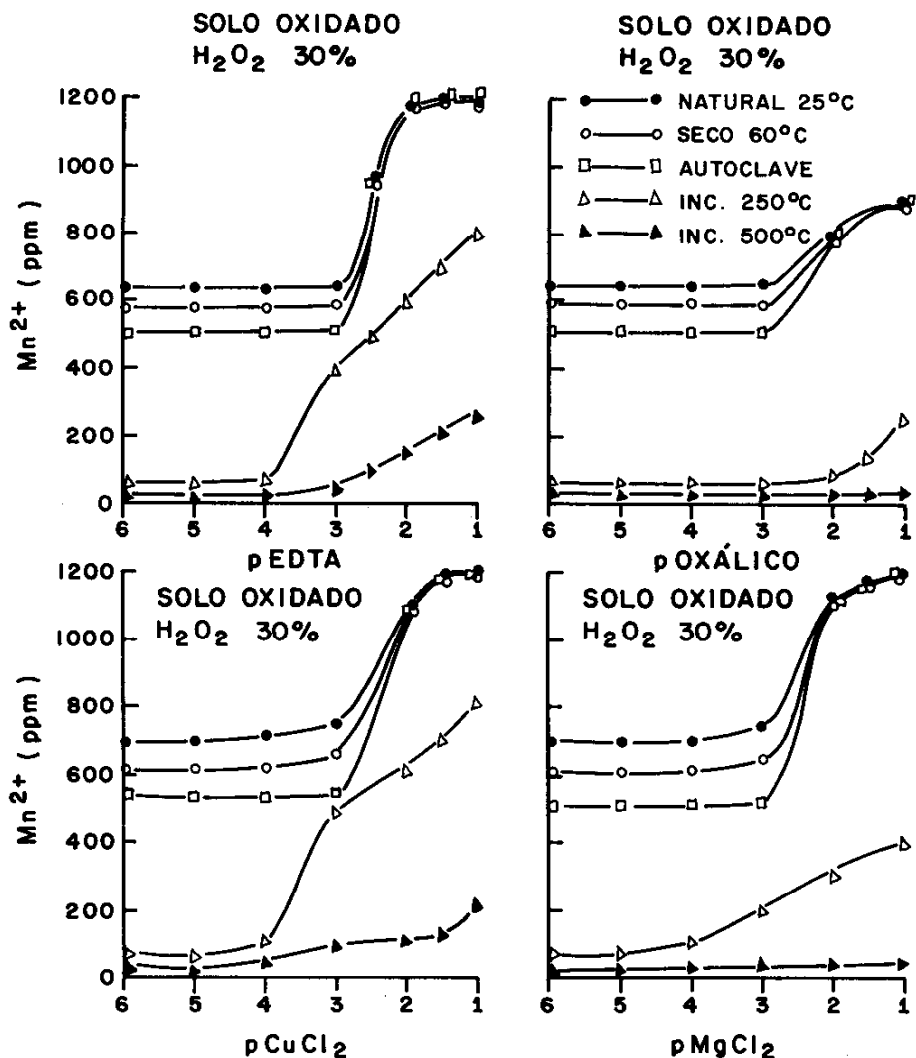 SOLO OXIDADO
H₂O₂ 30%
SOLO OXIDADO
H₂O₂ 30%
Mn²⁺ (ppm)
1200
1000
800
600
400
200
0
6 5 4 3 2 1
pEDTA
NATURAL 25°C
SECO 60°C
AUTOCLAVE
INC. 250°C
INC. 500°C
6 5 4 3 2 1
pOXÁLICO
SOLO OXIDADO
H₂O₂ 30%
Mn²⁺ (ppm)
1200
1000
800
600
400
200
0
6 5 4 3 2 1
pCuCl₂
SOLO OXIDADO
H₂O₂ 30%
6 5 4 3 2 1
pMgCl₂